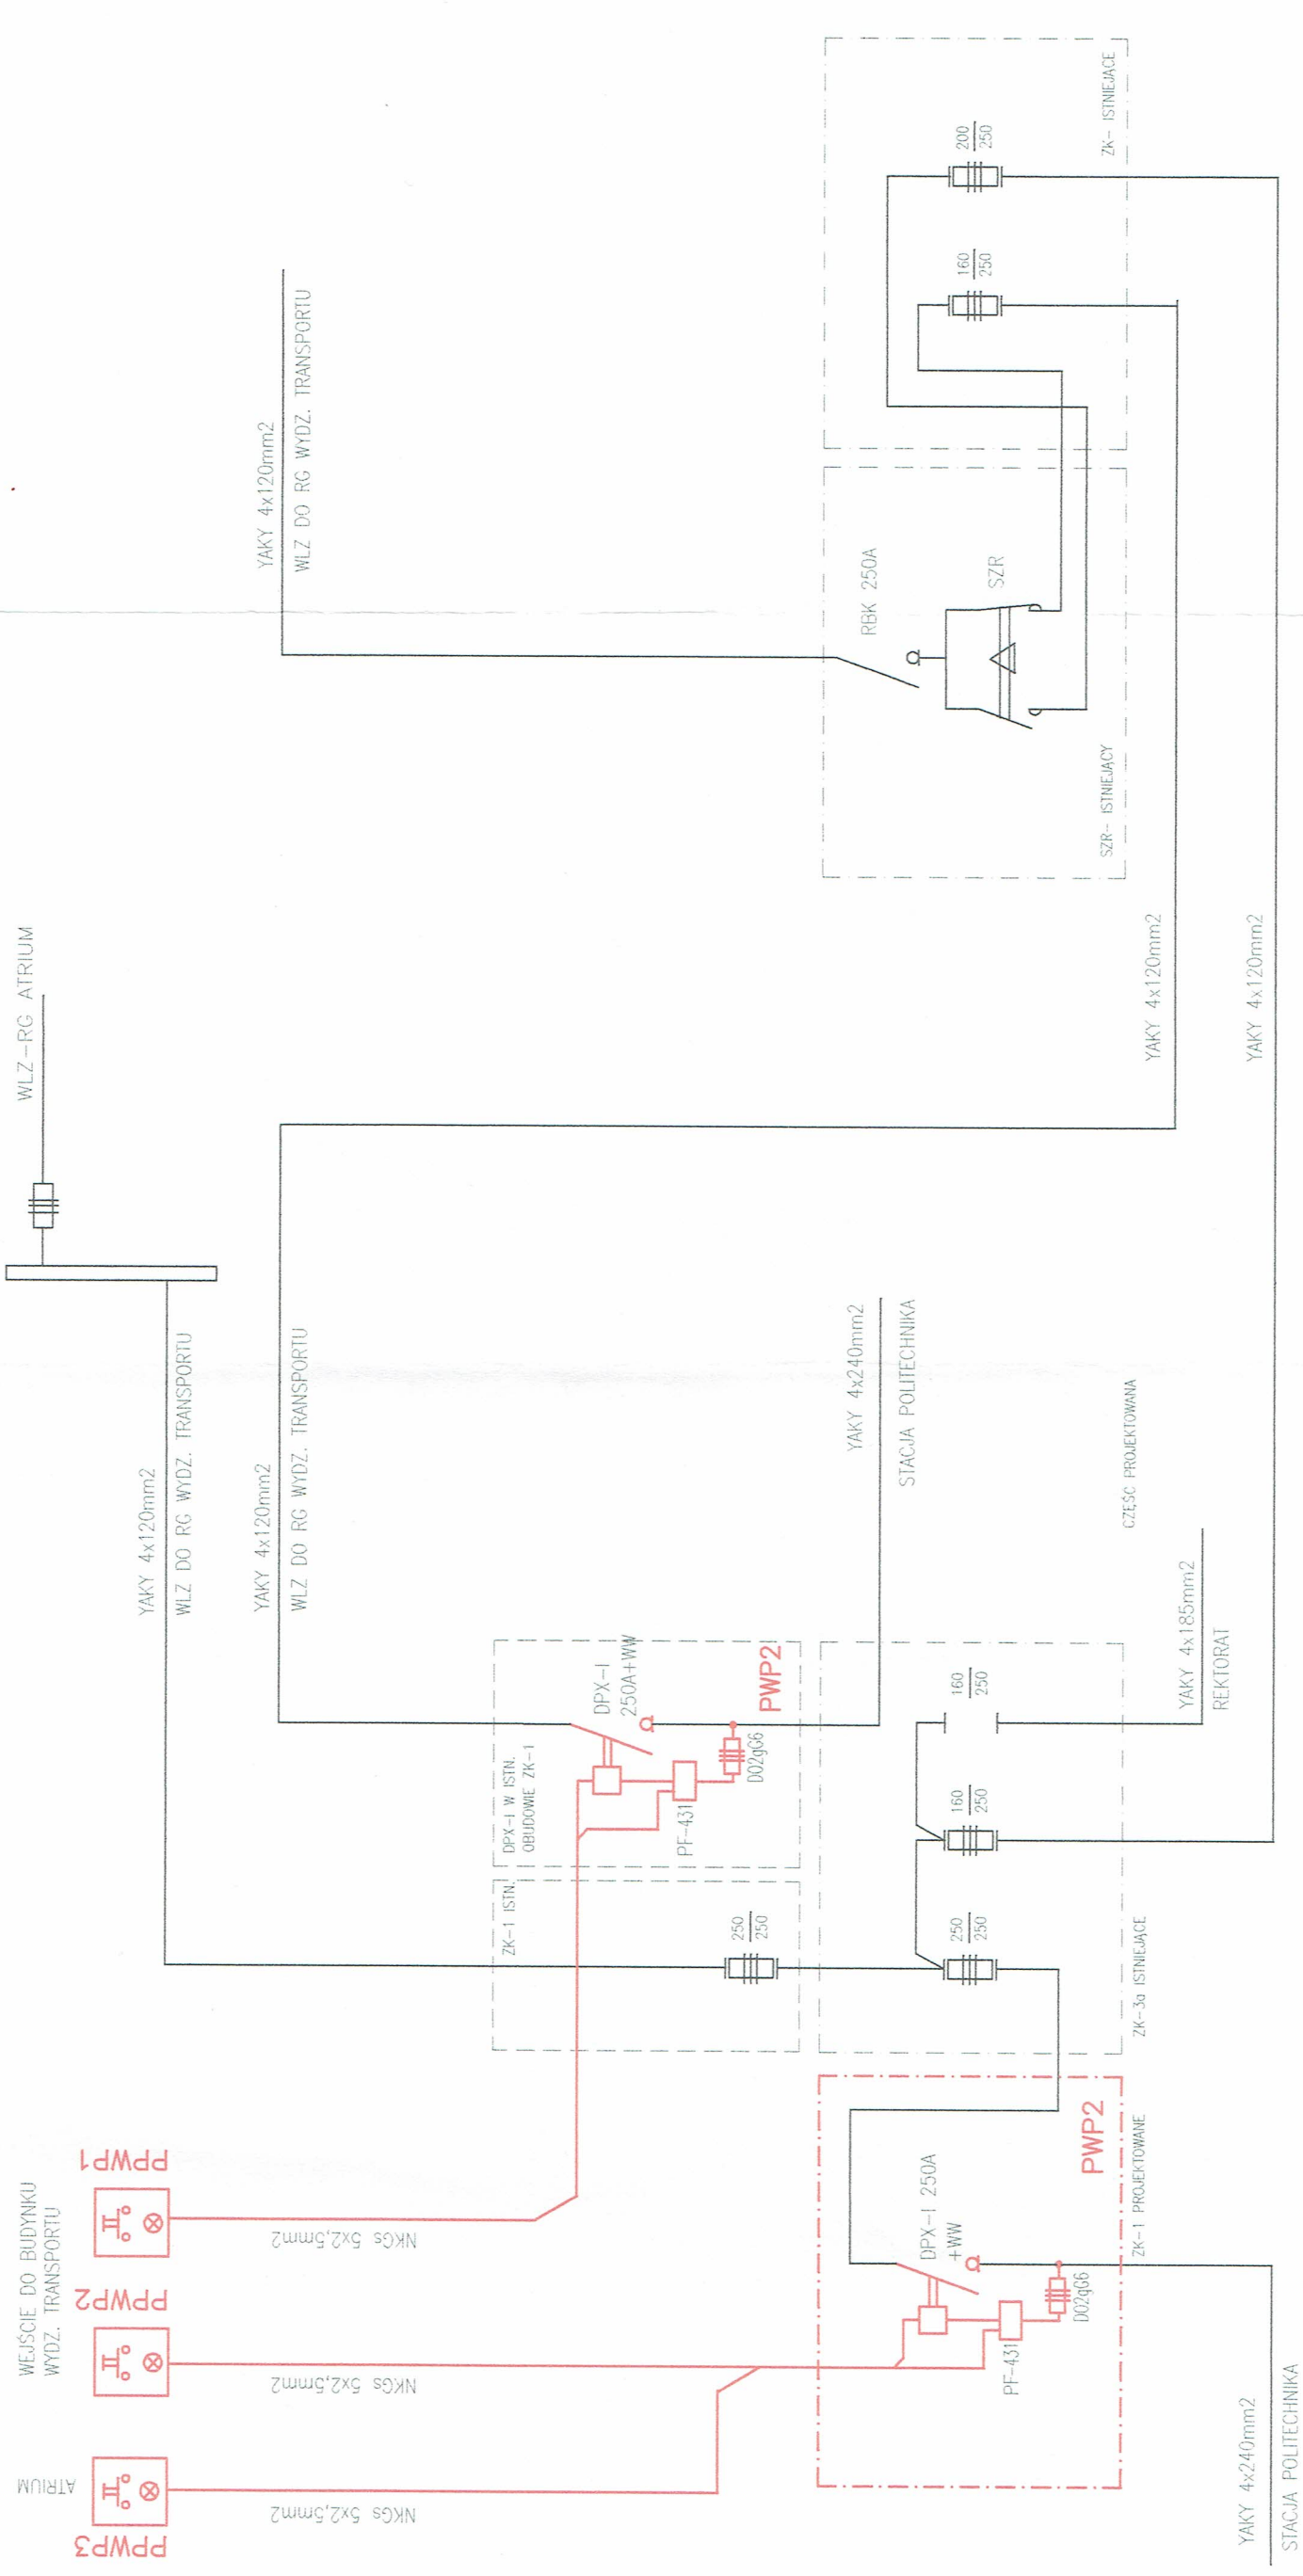 WEJŚCIE DO BUDYNKU
WYDZ. TRANSPORTU
ATRIUM
PPWP3
PPWP2
PPWP1
NKGs 5x2,5mm2
NKGs 5x2,5mm2
NKGs 5x2,5mm2
WLZ-RG ATRIUM
YAKY 4x120mm2
WLZ DO RG WYDZ. TRANSPORTU
YAKY 4x120mm2
WLZ DO RG WYDZ. TRANSPORTU
YAKY 4x120mm2
WLZ DO RG WYDZ. TRANSPORTU
ZK-1 ISTN.
250
250
DPX-I W ISTN.
OBUDOWIE ZK-1
DPX-I
250A+WW
PF-431
D02gG6
PWP2
YAKY 4x240mm2
STACJA POLITECHNIKA
RBK 250A
SZR
SZR- ISTNIEJĄCY
160
250
200
250
ZK- ISTNIEJĄCE
DPX-I 250A
+WW
PF-431
D02gG6
PWP2
ZK-1 PROJEKTOWANE
250
250
160
250
160
250
ZK-3a ISTNIEJĄCE
CZĘŚĆ PROJEKTOWANA
YAKY 4x185mm2
REKTORAT
YAKY 4x120mm2
YAKY 4x120mm2
YAKY 4x240mm2
STACJA POLITECHNIKA